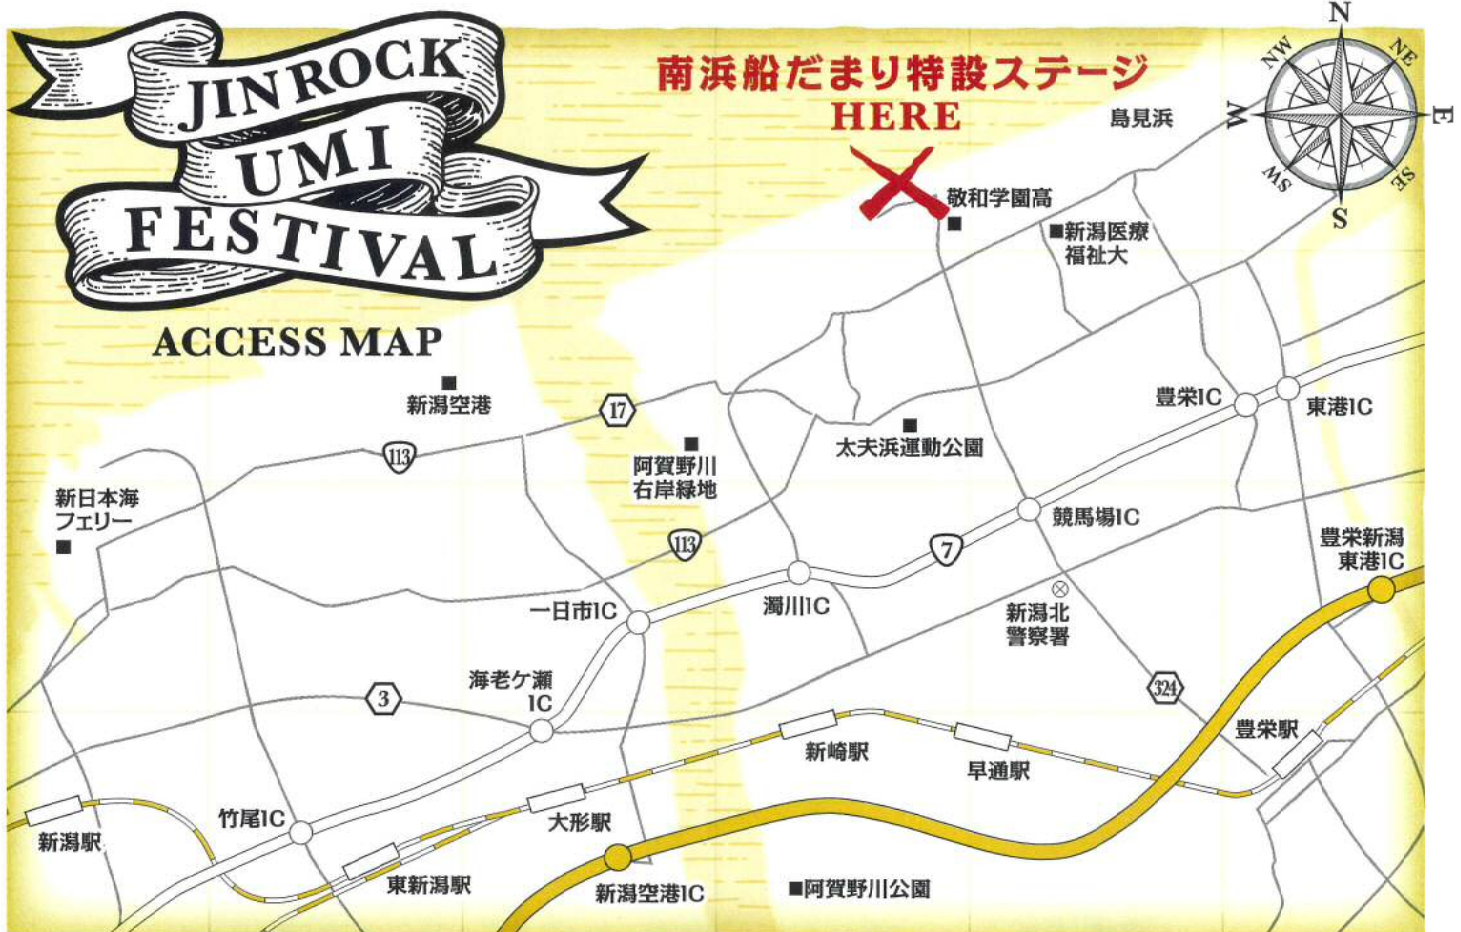 JINROCK
UMI
FESTIVAL
ACCESS MAP
南浜船だまり特設ステージ
HERE
N
NE
E
SE
S
SW
W
NW
島見浜
敬和学園高
新潟医療
福祉大
新潟空港
17
113
阿賀野川
右岸緑地
太夫浜運動公園
豊栄IC
東港IC
新日本海
フェリー
113
7
競馬場IC
豊栄新潟
東港IC
一日市IC
濁川IC
新潟北
警察署
海老ケ瀬
IC
3
324
豊栄駅
新崎駅
早通駅
竹尾IC
大形駅
新潟駅
東新潟駅
新潟空港IC
阿賀野川公園